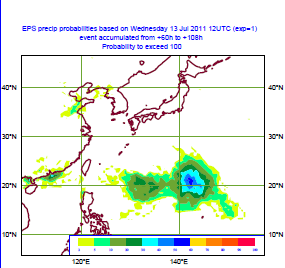 EPS precip probabilities based on Wednesday 13 Jul 2011 12UTC (exp=1)
event accumulated from +60h to +108h
Probability to exceed 100
40°N
40°N
30°N
30°N
20°N
20°N
10°N
10°N
120°E
140°E